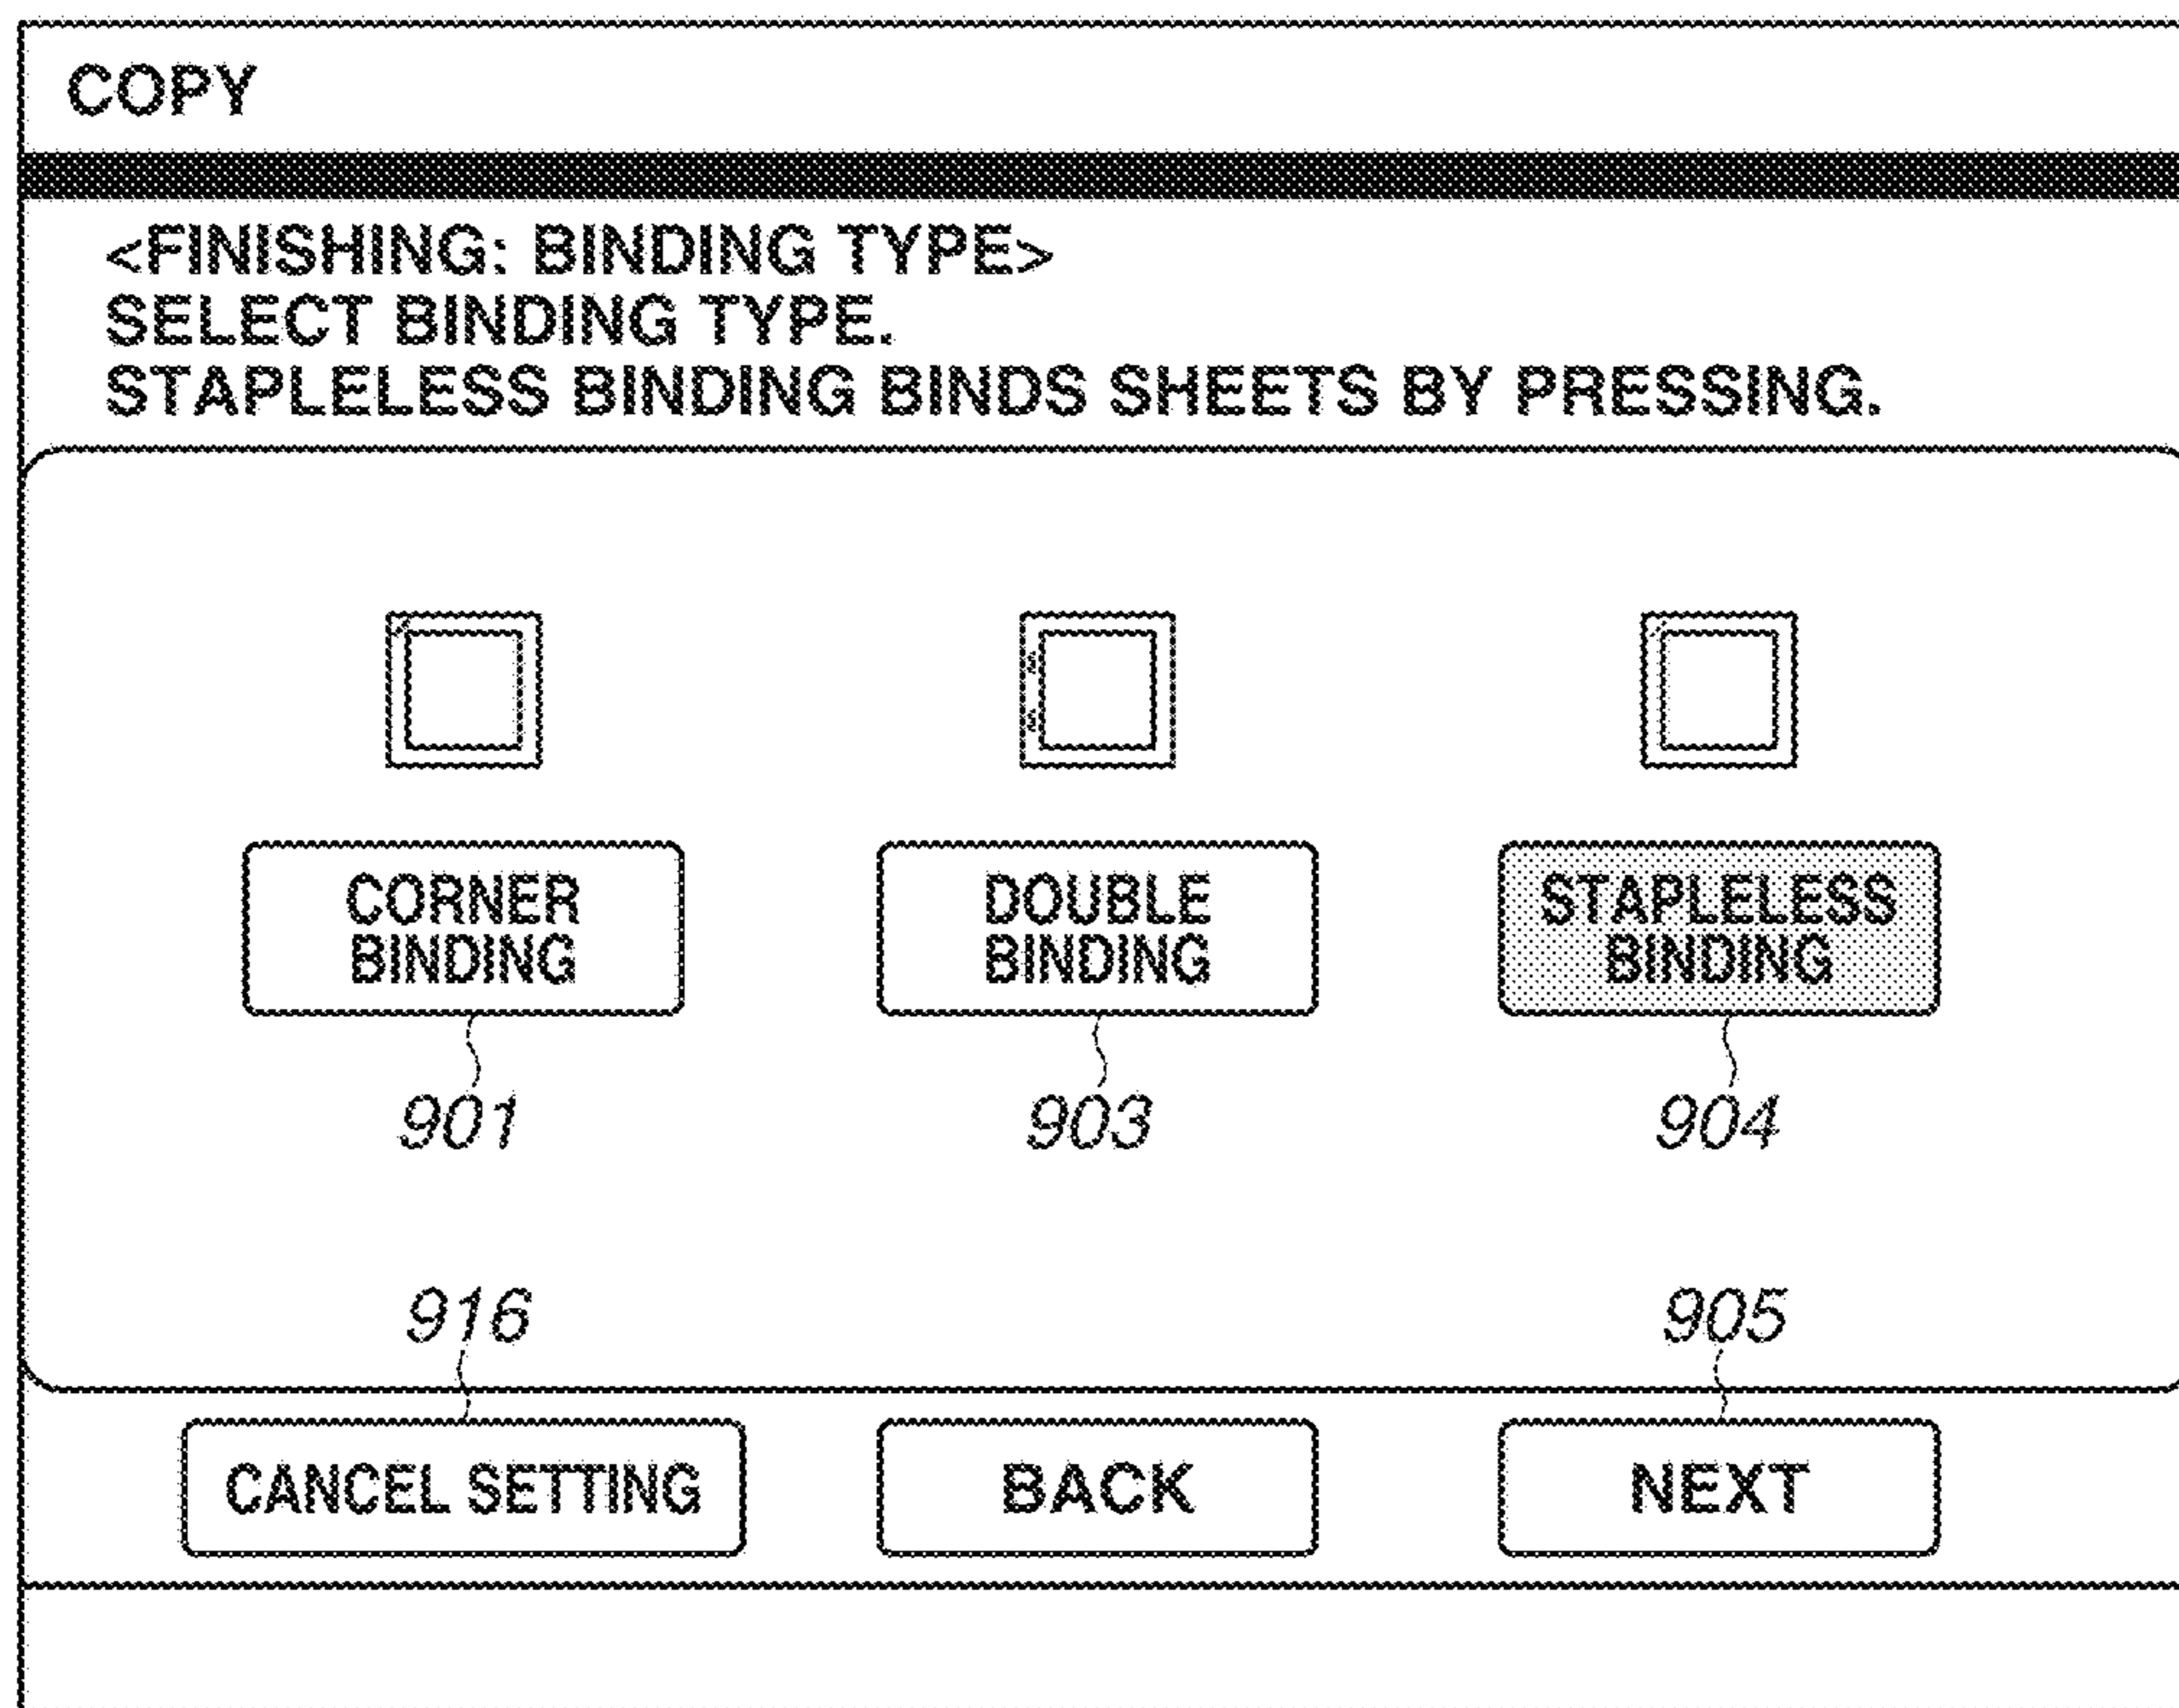 COPY
<FINISHING: BINDING TYPE>
SELECT BINDING TYPE.
STAPLELESS BINDING BINDS SHEETS BY PRESSING.
CORNER
BINDING
DOUBLE
BINDING
STAPLELESS
BINDING
901
903
904
916
905
CANCEL SETTING
BACK
NEXT